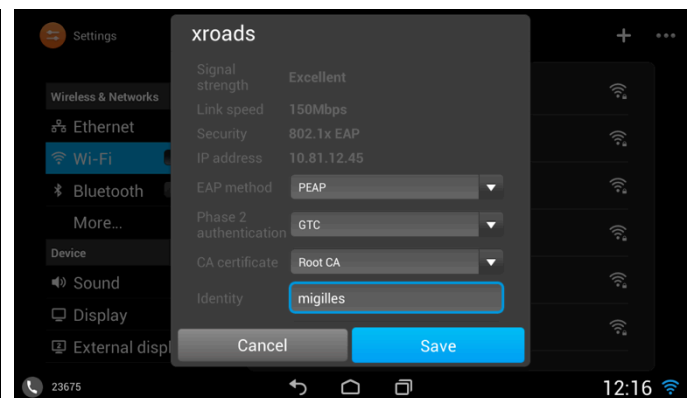 Settings
Wireless & Networks
Ethernet
Wi-Fi
Bluetooth
More...
Device
Sound
Display
External displ
xroads
Signal strength Excellent
Link speed 150Mbps
Security 802.1x EAP
IP address 10.81.12.45
EAP method PEAP
Phase 2 authentication GTC
CA certificate Root CA
Identity migilles
Cancel Save
23675
12:16